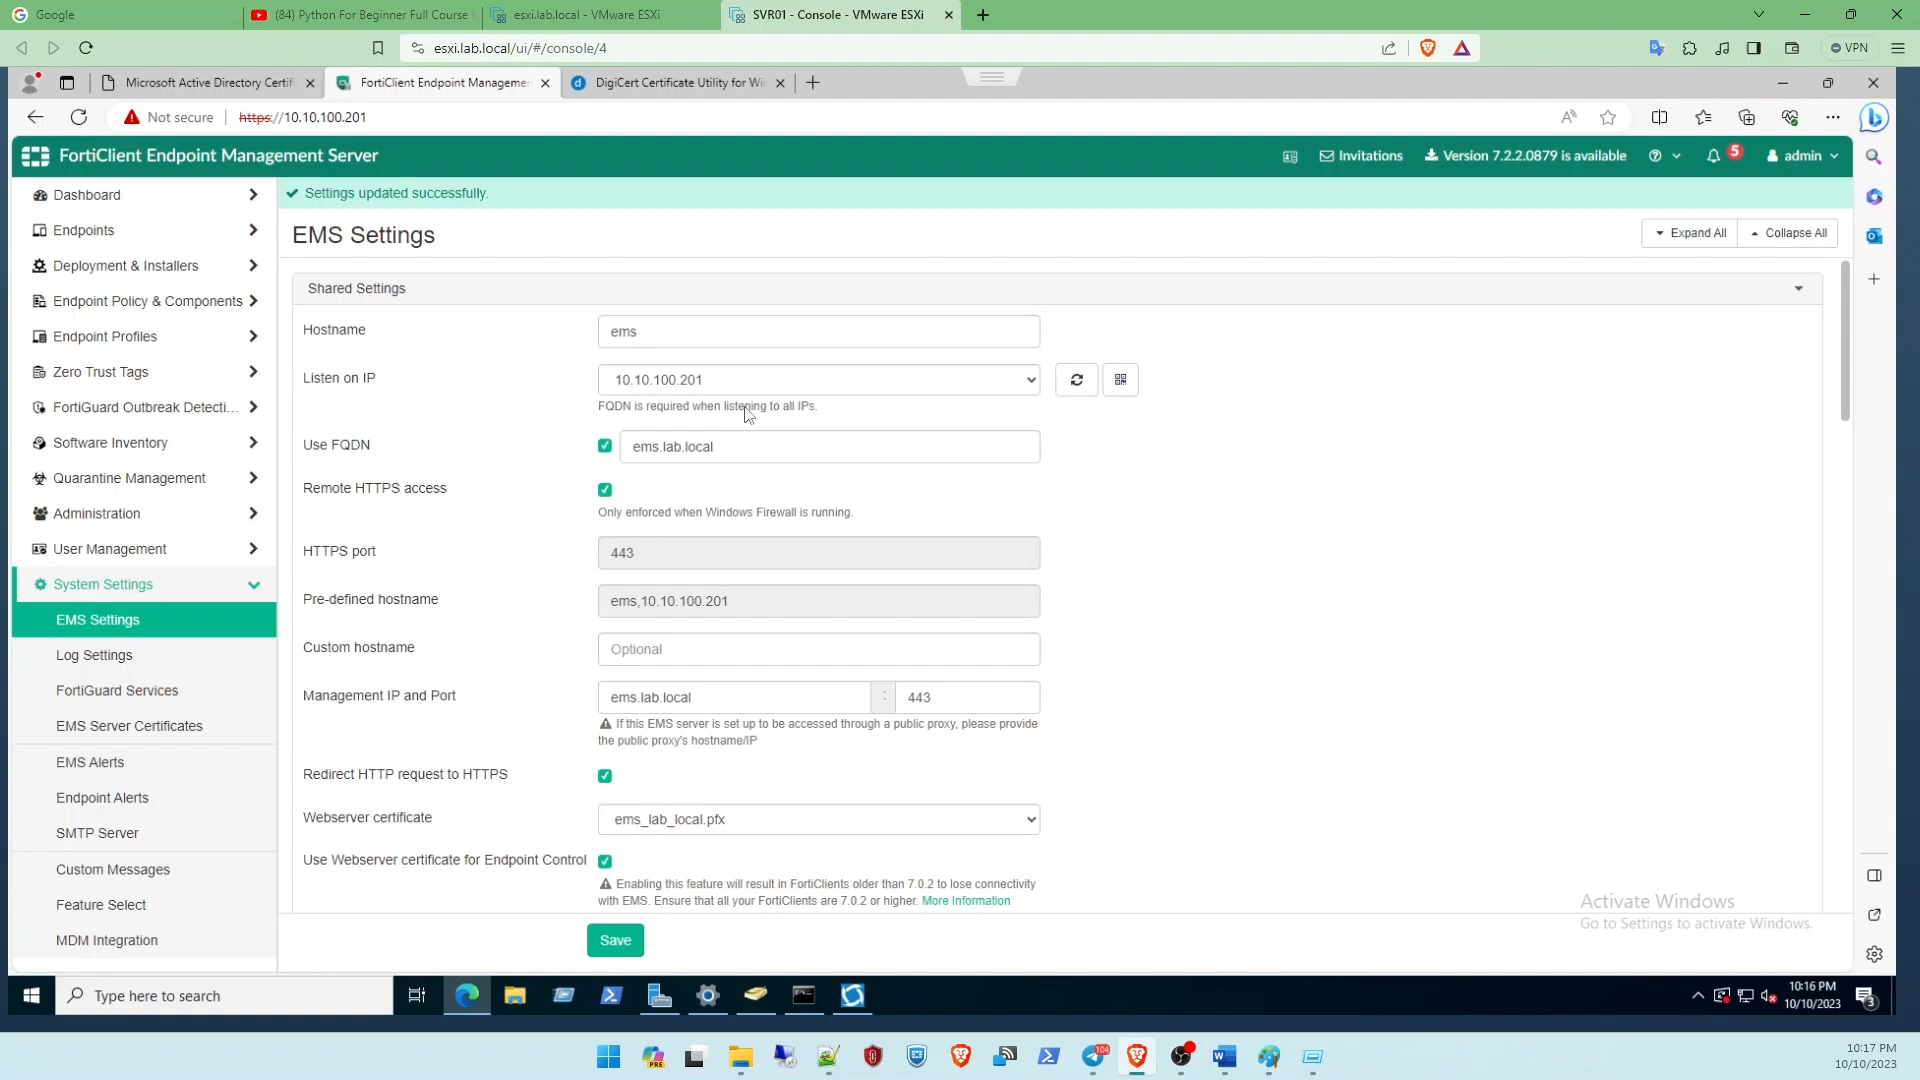 Google
(84) Python For Beginner Full Course
esxi.lab.local - VMware ESXi
SVR01 - Console - VMware ESXi
esxi.lab.local/ui/#/console/4
VPN
Microsoft Active Directory Certifi
FortiClient Endpoint Managemen
DigiCert Certificate Utility for Win
Not secure
https://10.10.100.201
FortiClient Endpoint Management Server
Invitations
Version 7.2.2.0879 is available
5
admin
Dashboard
Endpoints
Deployment & Installers
Endpoint Policy & Components
Endpoint Profiles
Zero Trust Tags
FortiGuard Outbreak Detecti...
Software Inventory
Quarantine Management
Administration
User Management
System Settings
EMS Settings
Log Settings
FortiGuard Services
EMS Server Certificates
EMS Alerts
Endpoint Alerts
SMTP Server
Custom Messages
Feature Select
MDM Integration
Settings updated successfully.
EMS Settings
Expand All
Collapse All
Shared Settings
Hostname
ems
Listen on IP
10.10.100.201
FQDN is required when listening to all IPs.
Use FQDN
ems.lab.local
Remote HTTPS access
Only enforced when Windows Firewall is running.
HTTPS port
443
Pre-defined hostname
ems,10.10.100.201
Custom hostname
Optional
Management IP and Port
ems.lab.local : 443
If this EMS server is set up to be accessed through a public proxy, please provide
the public proxy's hostname/IP
Redirect HTTP request to HTTPS
Webserver certificate
ems_lab_local.pfx
Use Webserver certificate for Endpoint Control
Enabling this feature will result in FortiClients older than 7.0.2 to lose connectivity
with EMS. Ensure that all your FortiClients are 7.0.2 or higher. More Information
Save
Activate Windows
Go to Settings to activate Windows.
Type here to search
10:16 PM
10/10/2023
3
PRE
104
10:17 PM
10/10/2023